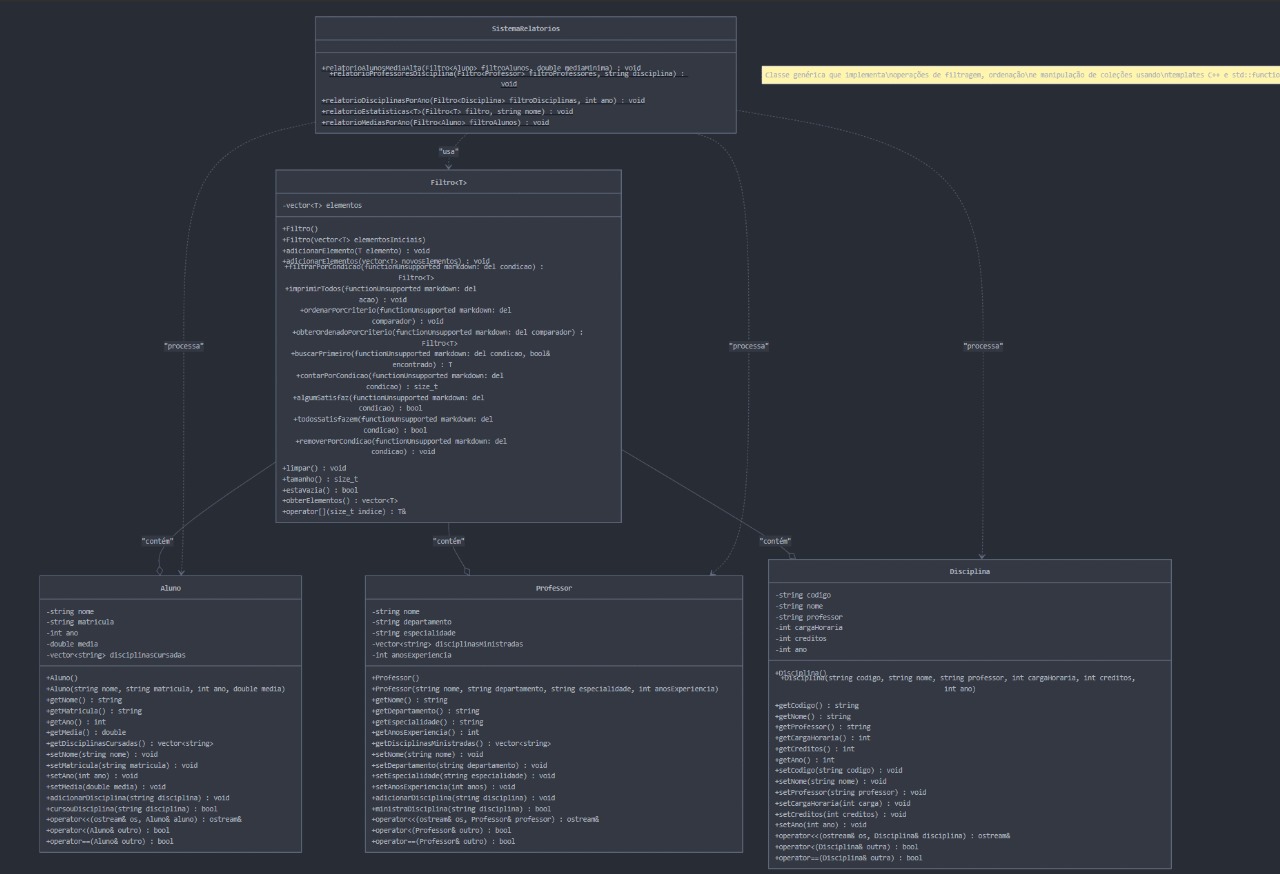 SistemaRelatorios
+relatorioAlunosMediaAlta(Filtro<Aluno> filtroAlunos, double mediaMinima) : void
+relatorioProfessoresDisciplina(Filtro<Professor> filtroProfessores, string disciplina) :
void
+relatorioDisciplinasPorAno(Filtro<Disciplina> filtroDisciplinas, int ano) : void
+relatorioEstatisticas<T>(Filtro<T> filtro, string nome) : void
+relatorioMediasPorAno(Filtro<Aluno> filtroAlunos) : void
Classe genérica que implementa\noperações de filtragem, ordenação\ne manipulação de coleções usando\ntemplates C++ e std::functio
"usa"
Filtro<T>
-vector<T> elementos
+Filtro()
+Filtro(vector<T> elementosIniciais)
+adicionarElemento(T elemento) : void
+adicionarElementos(vector<T> novosElementos) : void
+filtrarPorCondicao(functionUnsupported markdown: del condicao) :
Filtro<T>
+imprimirTodos(functionUnsupported markdown: del
acao) : void
+ordenarPorCriterio(functionUnsupported markdown: del
comparador) : void
+obterOrdenadoPorCriterio(functionUnsupported markdown: del comparador) :
Filtro<T>
+buscarPrimeiro(functionUnsupported markdown: del condicao, bool&
encontrado) : T
+contarPorCondicao(functionUnsupported markdown: del
condicao) : size_t
+algumSatisfaz(functionUnsupported markdown: del
condicao) : bool
+todosSatisfazem(functionUnsupported markdown: del
condicao) : bool
+removerPorCondicao(functionUnsupported markdown: del
condicao) : void
+limpar() : void
+tamanho() : size_t
+estaVazia() : bool
+obterElementos() : vector<T>
+operator[](size_t indice) : T&
"processa"
"processa"
"processa"
"contém"
"contém"
"contém"
Aluno
-string nome
-string matricula
-int ano
-double media
-vector<string> disciplinasCursadas
+Aluno()
+Aluno(string nome, string matricula, int ano, double media)
+getNome() : string
+getMatricula() : string
+getAno() : int
+getMedia() : double
+getDisciplinasCursadas() : vector<string>
+setNome(string nome) : void
+setMatricula(string matricula) : void
+setAno(int ano) : void
+setMedia(double media) : void
+adicionarDisciplina(string disciplina) : void
+cursouDisciplina(string disciplina) : bool
+operator<<(ostream& os, Aluno& aluno) : ostream&
+operator<(Aluno& outro) : bool
+operator==(Aluno& outro) : bool
Professor
-string nome
-string departamento
-string especialidade
-vector<string> disciplinasMinistradas
-int anosExperiencia
+Professor()
+Professor(string nome, string departamento, string especialidade, int anosExperiencia)
+getNome() : string
+getDepartamento() : string
+getEspecialidade() : string
+getAnosExperiencia() : int
+getDisciplinasMinistradas() : vector<string>
+setNome(string nome) : void
+setDepartamento(string departamento) : void
+setEspecialidade(string especialidade) : void
+setAnosExperiencia(int anos) : void
+adicionarDisciplina(string disciplina) : void
+ministraDisciplina(string disciplina) : bool
+operator<<(ostream& os, Professor& professor) : ostream&
+operator<(Professor& outro) : bool
+operator==(Professor& outro) : bool
Disciplina
-string codigo
-string nome
-string professor
-int cargaHoraria
-int creditos
-int ano
+Disciplina()
+Disciplina(string codigo, string nome, string professor, int cargaHoraria, int creditos,
int ano)
+getCodigo() : string
+getNome() : string
+getProfessor() : string
+getCargaHoraria() : int
+getCreditos() : int
+getAno() : int
+setCodigo(string codigo) : void
+setNome(string nome) : void
+setProfessor(string professor) : void
+setCargaHoraria(int carga) : void
+setCreditos(int creditos) : void
+setAno(int ano) : void
+operator<<(ostream& os, Disciplina& disciplina) : ostream&
+operator<(Disciplina& outra) : bool
+operator==(Disciplina& outra) : bool